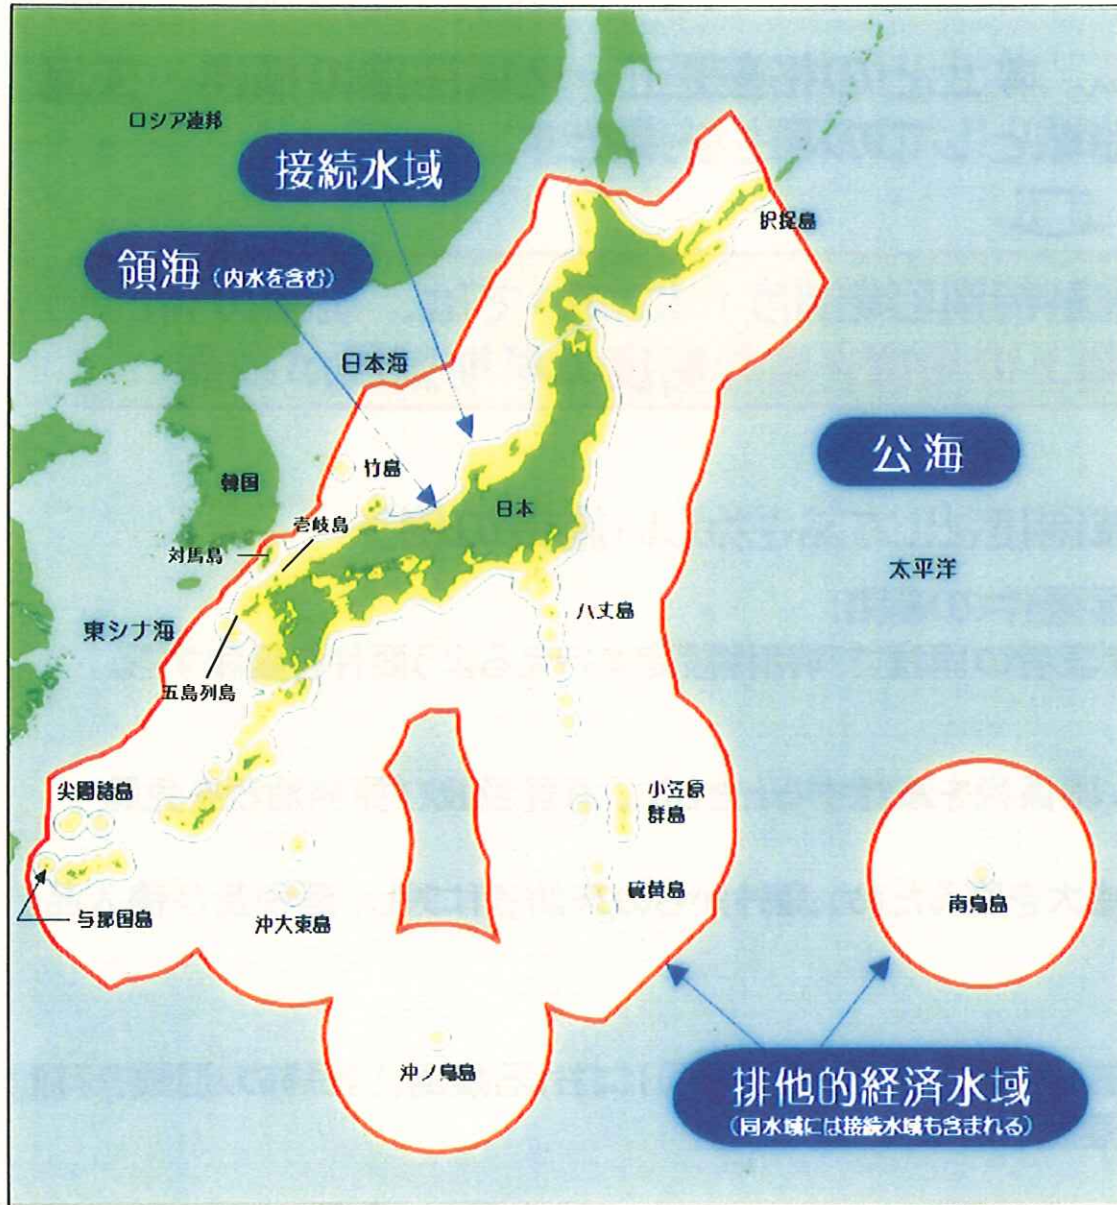 ロシア連邦
接続水域
択捉島
領海(内水を含む)
日本海
公海
竹島
韓国
日本
壱岐島
対馬島
太平洋
八丈島
東シナ海
五島列島
尖閣諸島
小笠原
群島
硫黄島
南鳥島
与那国島
沖大東島
沖ノ鳥島
排他的経済水域
(同水域には接続水域も含まれる)